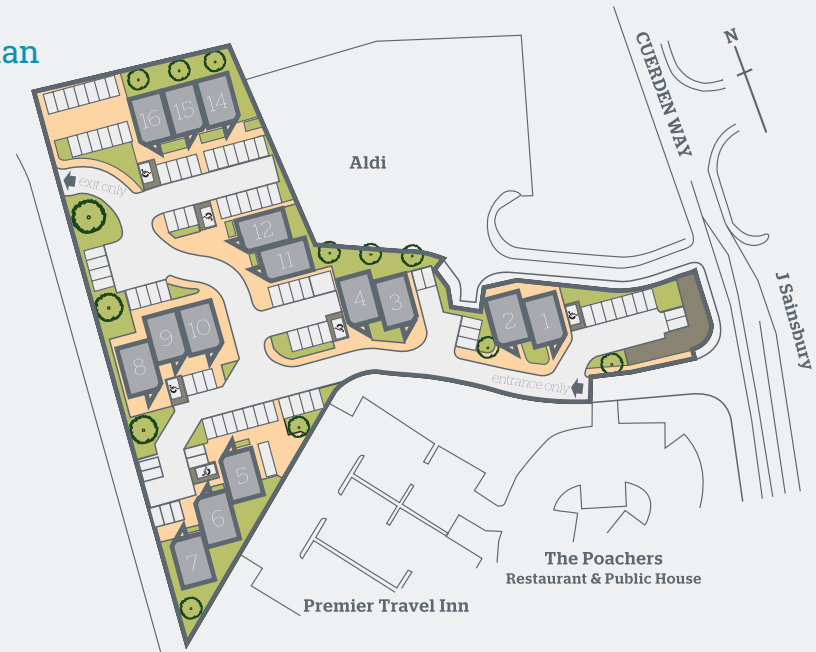 an
N
CUERDEN WAY
Aldi
16
15
14
exit only
12
11
4
3
2
1
10
9
8
entrance only
J Sainsbury
5
6
7
The Poachers
Restaurant & Public House
Premier Travel Inn